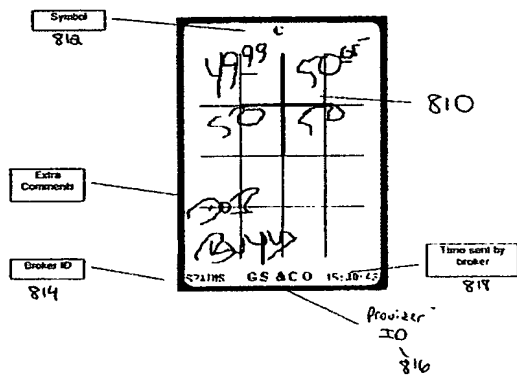 Symbol
812
c
49 99
50
810
50 50
Extra
Comments
Broker ID
814
GS & CO
Time sent by
broker
818
Provider
ID
816